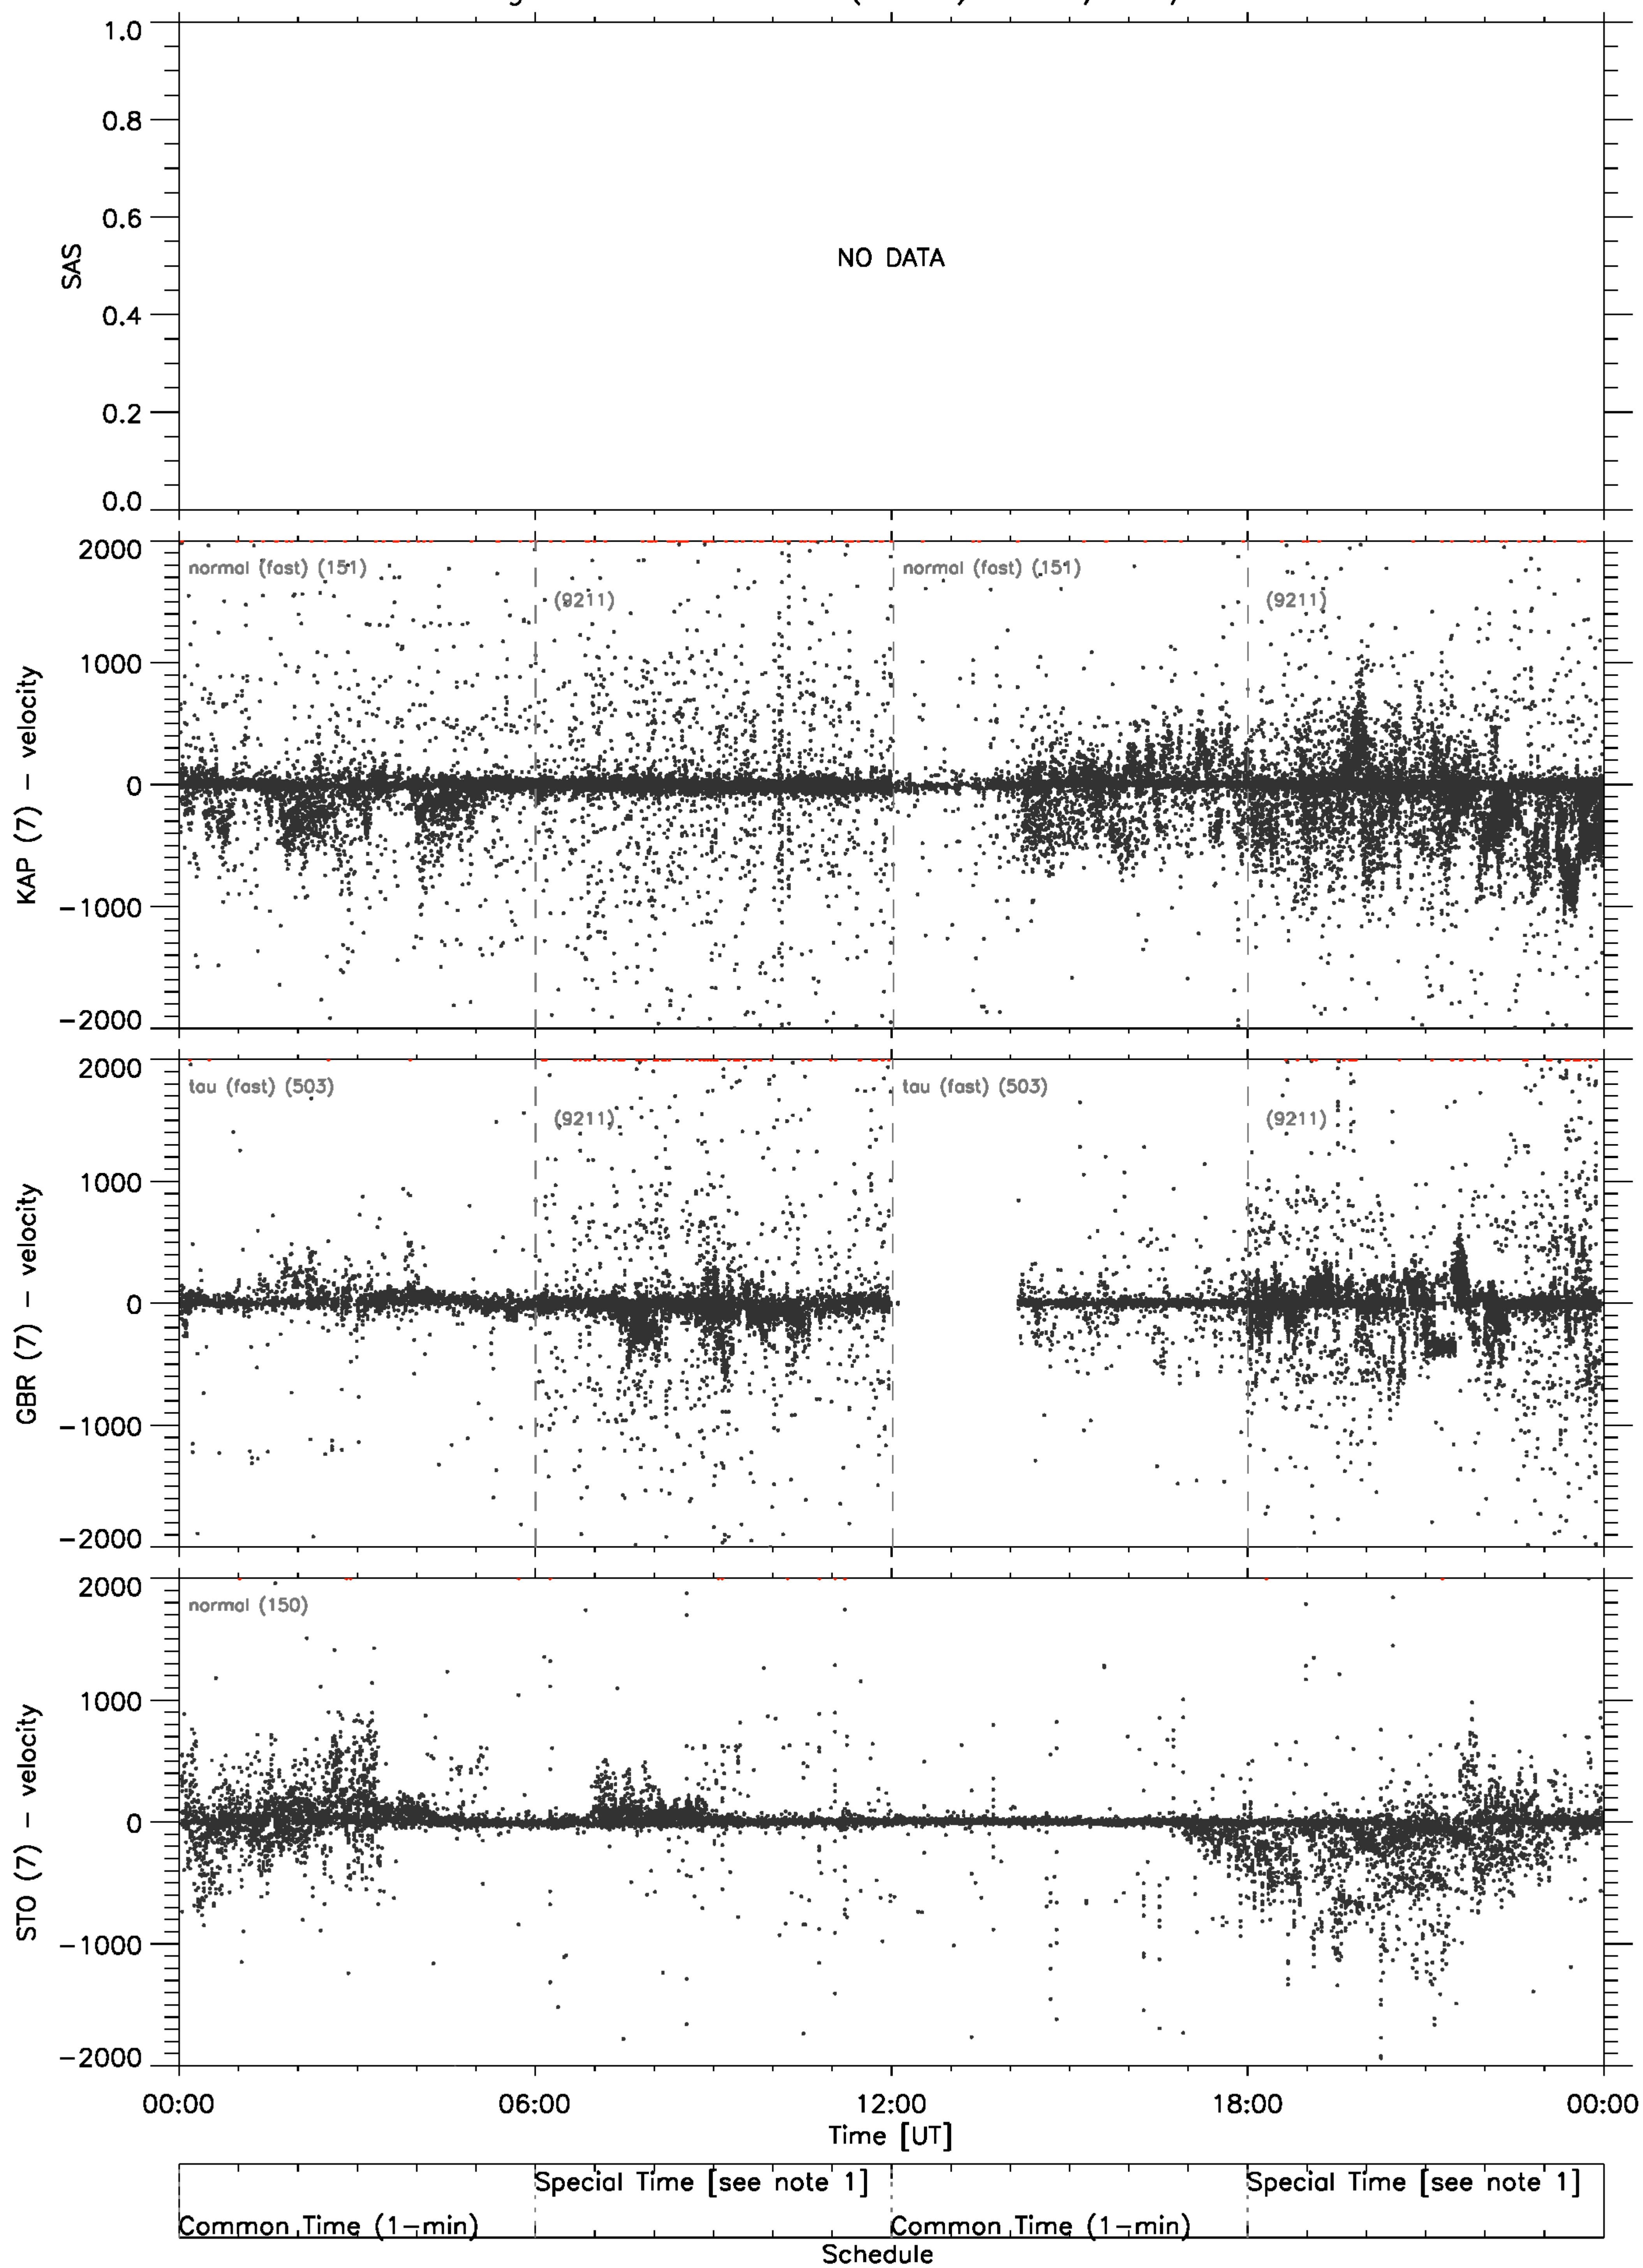 1.0
0.8
0.6
0.4
0.2
0.0
SAS
NO DATA
2000
1000
0
-1000
-2000
KAP (7) - velocity
normal (fast) (151)
(9211)
normal (fast) (151)
(9211)
2000
1000
0
-1000
-2000
GBR (7) - velocity
tau (fast) (503)
(9211)
tau (fast) (503)
(9211)
2000
1000
0
-1000
-2000
STO (7) - velocity
normal (150)
00:00 06:00 12:00 18:00 00:00
Time [UT]
Special Time [see note 1] Special Time [see note 1]
Common Time (1-min) Common Time (1-min)
Schedule